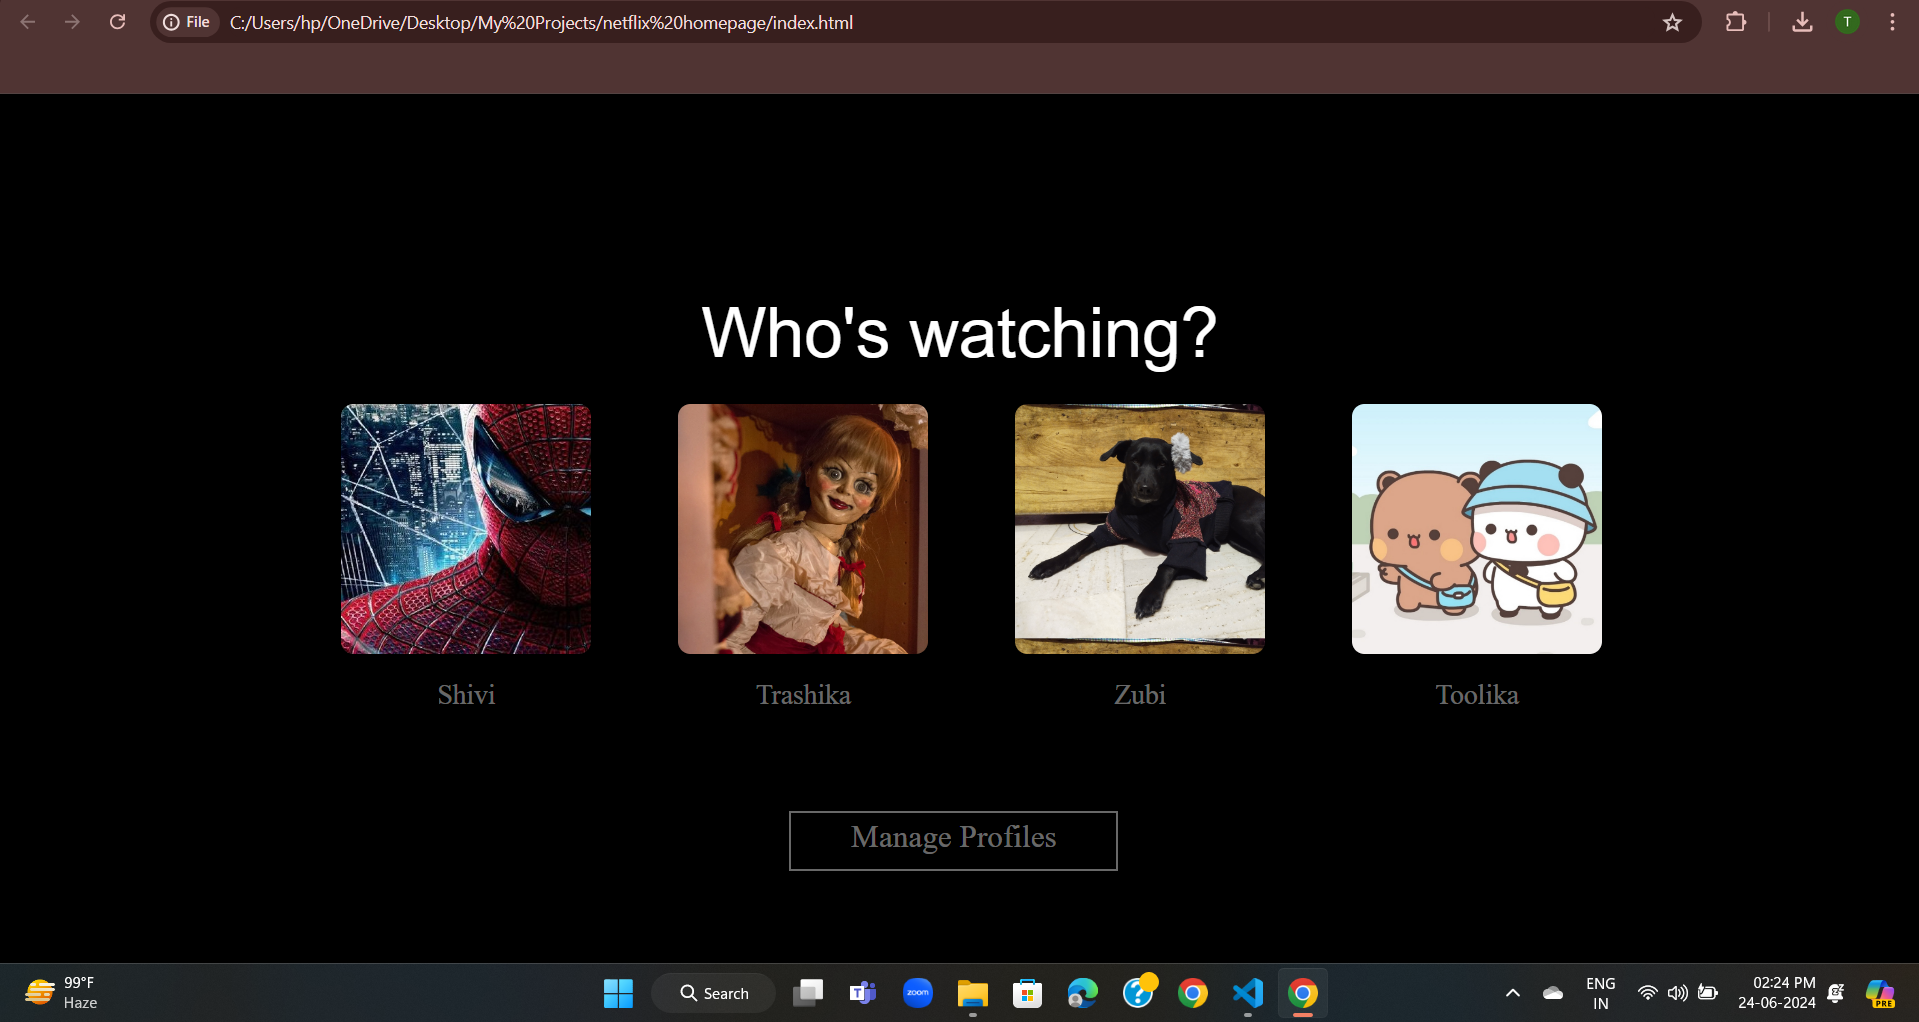 File
C:/Users/hp/OneDrive/Desktop/My%20Projects/netflix%20homepage/index.html
T
Who's watching?
Shivi
Trashika
Zubi
Toolika
Manage Profiles
99°F
Haze
Search
zoom
ENG
IN
02:24 PM
24-06-2024
PRE